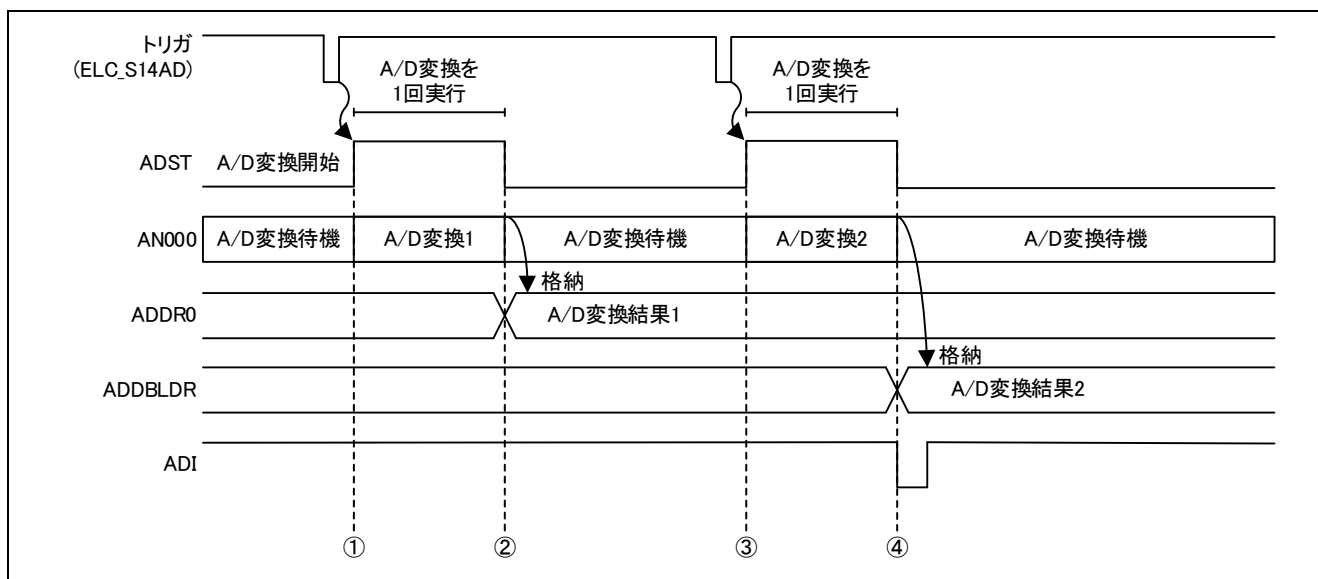 トリガ
(ELC_S14AD)
A/D変換を
1回実行
A/D変換を
1回実行
ADST
A/D変換開始
AN000
A/D変換待機
A/D変換1
A/D変換待機
A/D変換2
A/D変換待機
格納
ADDR0
A/D変換結果1
格納
ADDBLDR
A/D変換結果2
ADI
①
②
③
④